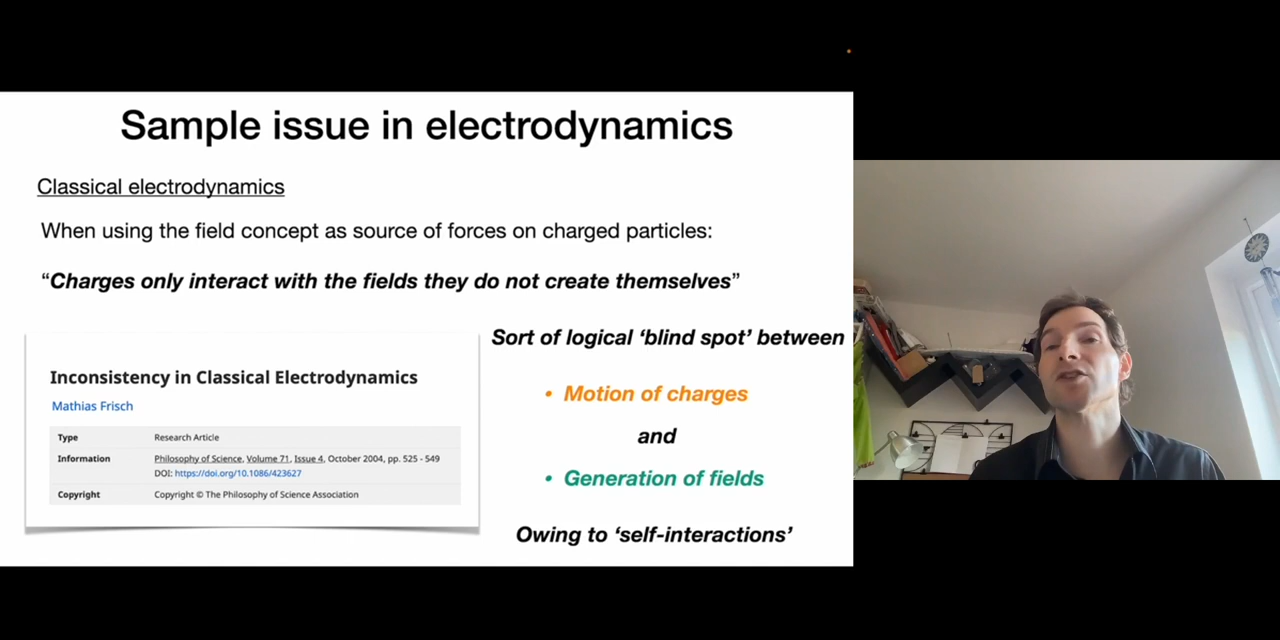 Sample issue in electrodynamics
Classical electrodynamics
When using the field concept as source of forces on charged particles:
“Charges only interact with the fields they do not create themselves”
Inconsistency in Classical Electrodynamics
Mathias Frisch
Type Research Article
Information Philosophy of Science, Volume 71, Issue 4, October 2004, pp. 525 - 549
DOI: https://doi.org/10.1086/423627
Copyright Copyright © The Philosophy of Science Association
Sort of logical ‘blind spot’ between
• Motion of charges
and
• Generation of fields
Owing to ‘self-interactions’